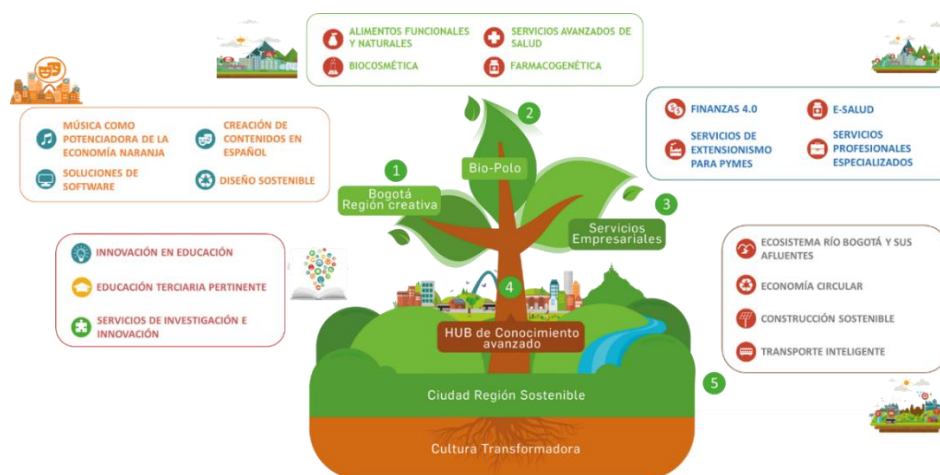 ALIMENTOS FUNCIONALES
Y NATURALES
SERVICIOS AVANZADOS DE
SALUD
BIOCOSMÉTICA
FARMACOGENÉTICA
MÚSICA COMO
POTENCIADORA DE LA
ECONOMÍA NARANJA
CREACIÓN DE
CONTENIDOS EN
ESPAÑOL
SOLUCIONES DE
SOFTWARE
DISEÑO SOSTENIBLE
FINANZAS 4.0
E-SALUD
SERVICIOS DE
EXTENSIONISMO
PARA PYMES
SERVICIOS
PROFESIONALES
ESPECIALIZADOS
2
Bio-Polo
1
Bogotá
Región creativa
3
Servicios
Empresariales
INNOVACIÓN EN EDUCACIÓN
EDUCACIÓN TERCIARIA PERTINENTE
SERVICIOS DE INVESTIGACIÓN E
INNOVACIÓN
ECOSISTEMA RÍO BOGOTÁ Y SUS
AFLUENTES
ECONOMÍA CIRCULAR
CONSTRUCCIÓN SOSTENIBLE
TRANSPORTE INTELIGENTE
4
HUB de Conocimiento
avanzado
5
Ciudad Región Sostenible
Cultura Transformadora